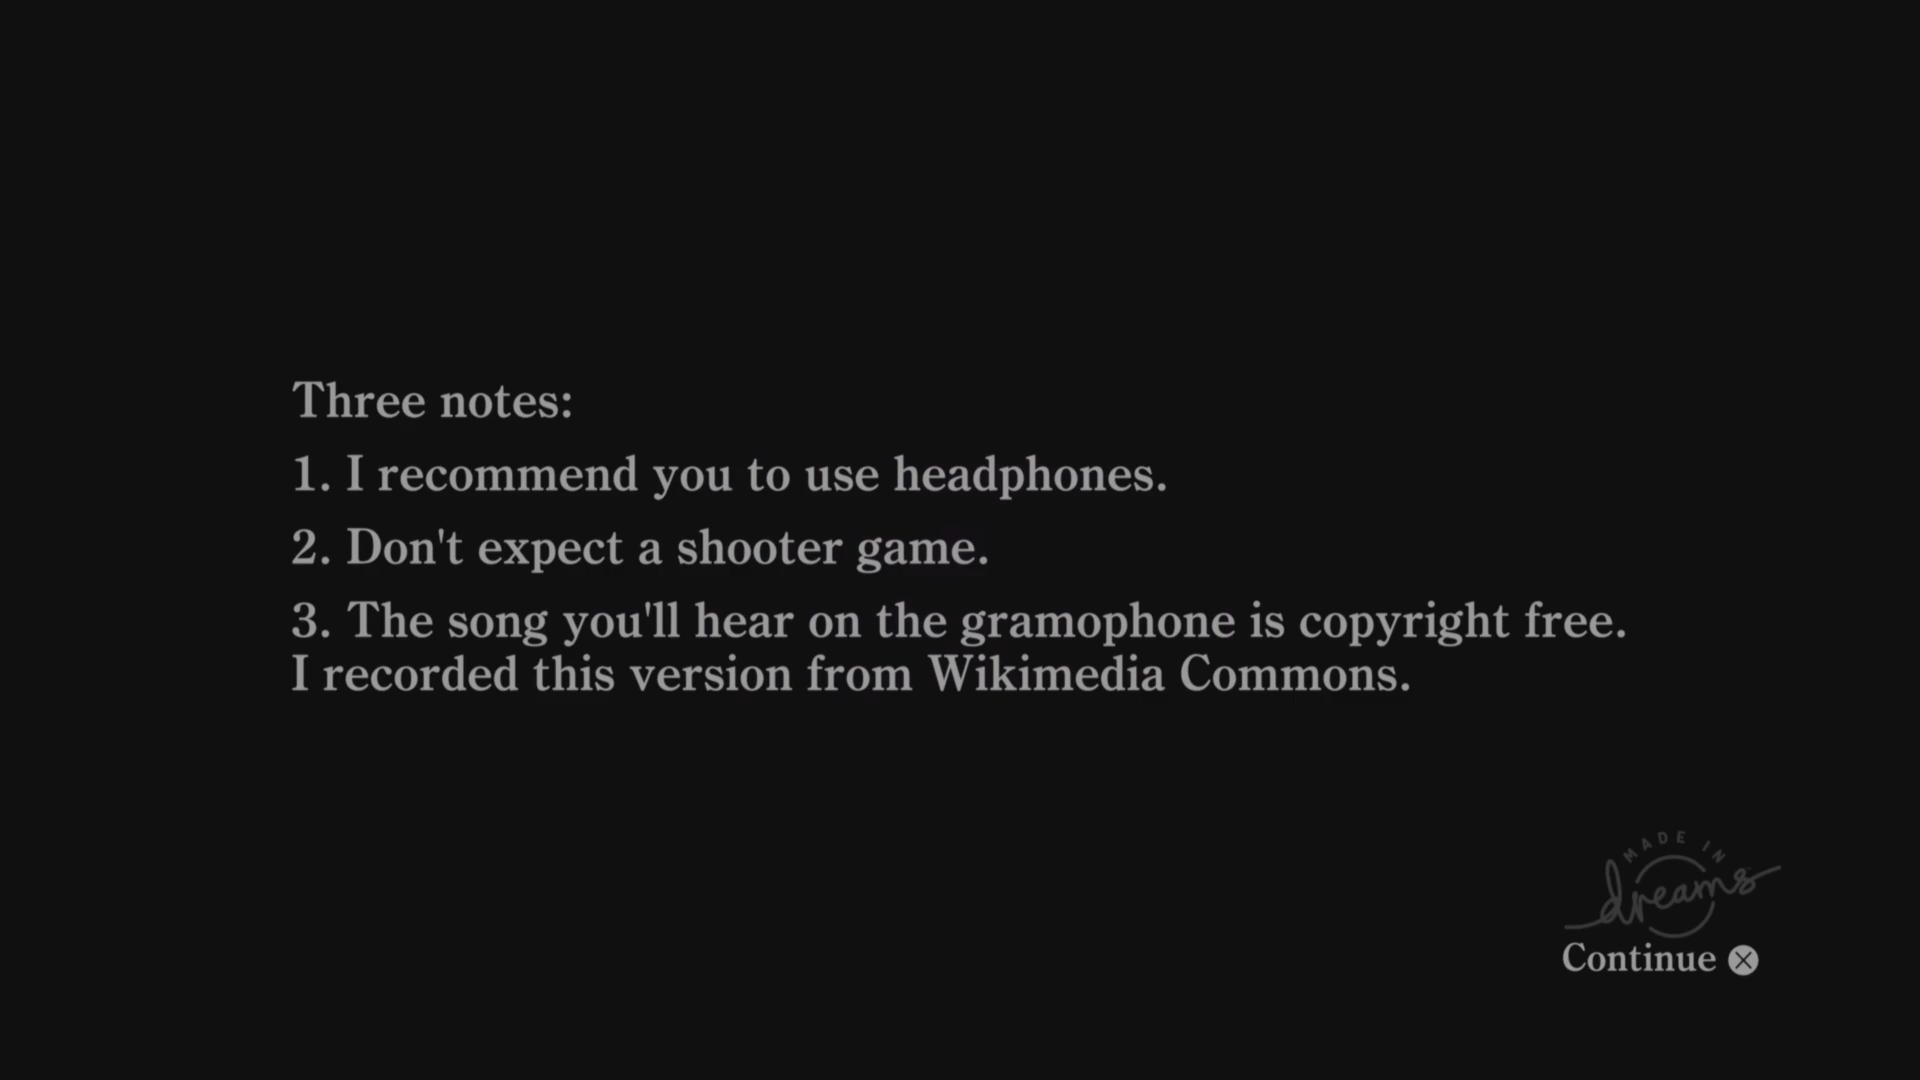 Three notes:
1. I recommend you to use headphones.
2. Don't expect a shooter game.
3. The song you'll hear on the gramophone is copyright free.
I recorded this version from Wikimedia Commons.
MADE IN
dreams
Continue